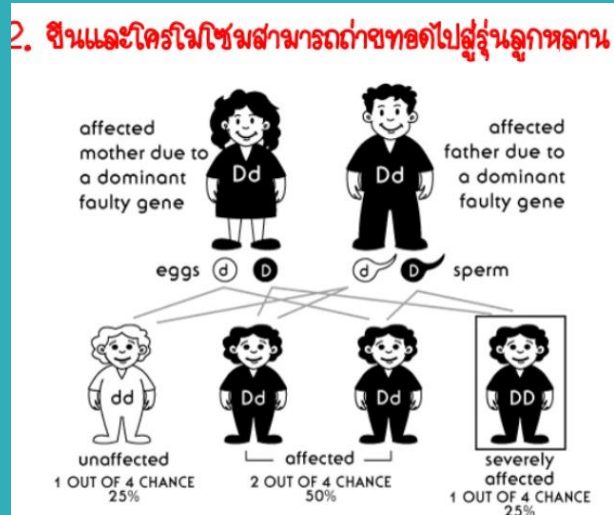 2. ยีนและโครโมโซมสามารถถ่ายทอดไปสู่รุ่นลูกหลาน
affected
mother due to
a dominant
faulty gene
Dd
Dd
affected
father due to
a dominant
faulty gene
eggs d D
d D sperm
dd
Dd
Dd
DD
unaffected
1 OUT OF 4 CHANCE
25%
affected
2 OUT OF 4 CHANCE
50%
severely
affected
1 OUT OF 4 CHANCE
25%